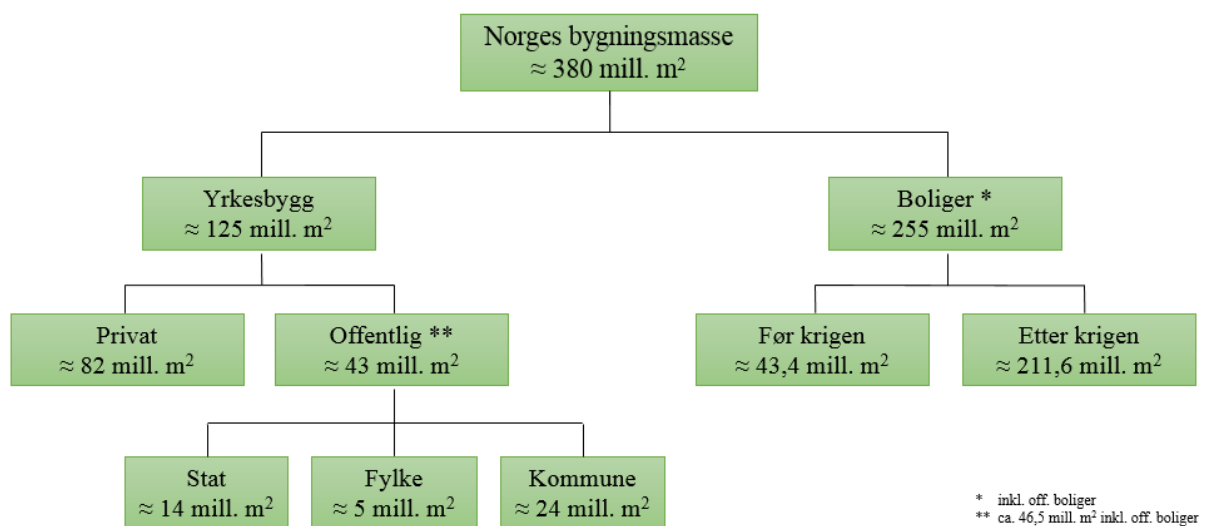 Norges bygningsmasse
≈ 380 mill. m²
Yrkesbygg
≈ 125 mill. m²
Boliger *
≈ 255 mill. m²
Privat
≈ 82 mill. m²
Offentlig **
≈ 43 mill. m²
Før krigen
≈ 43,4 mill. m²
Etter krigen
≈ 211,6 mill. m²
Stat
≈ 14 mill. m²
Fylke
≈ 5 mill. m²
Kommune
≈ 24 mill. m²
* inkl. off. boliger
** ca. 46,5 mill. m² inkl. off. boliger